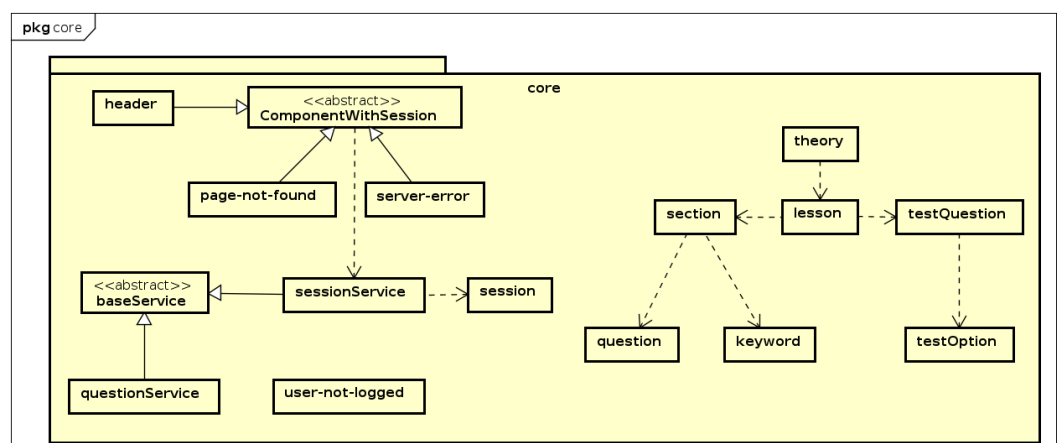 pkg core
core
header
<<abstract>>
ComponentWithSession
theory
page-not-found
server-error
section
lesson
testQuestion
<<abstract>>
baseService
sessionService
session
question
keyword
testOption
questionService
user-not-logged